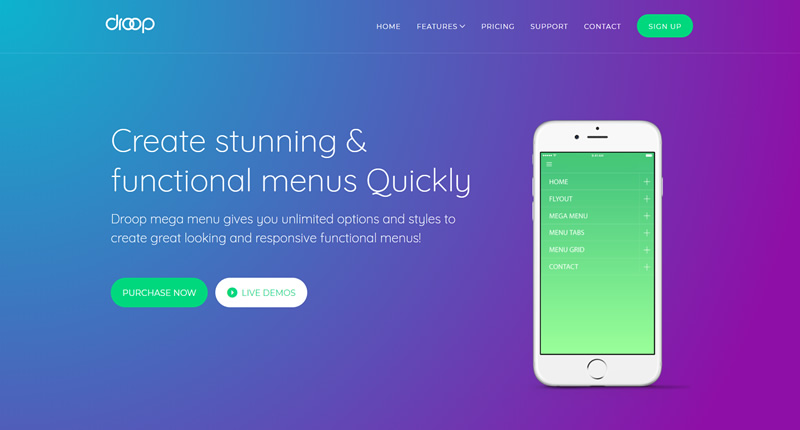 droop
HOME FEATURES PRICING SUPPORT CONTACT SIGN UP
Create stunning &
functional menus Quickly
Droop mega menu gives you unlimited options and styles to
create great looking and responsive functional menus!
PURCHASE NOW LIVE DEMOS
HOME
FLYOUT
MEGA MENU
MENU TABS
MENU GRID
CONTACT